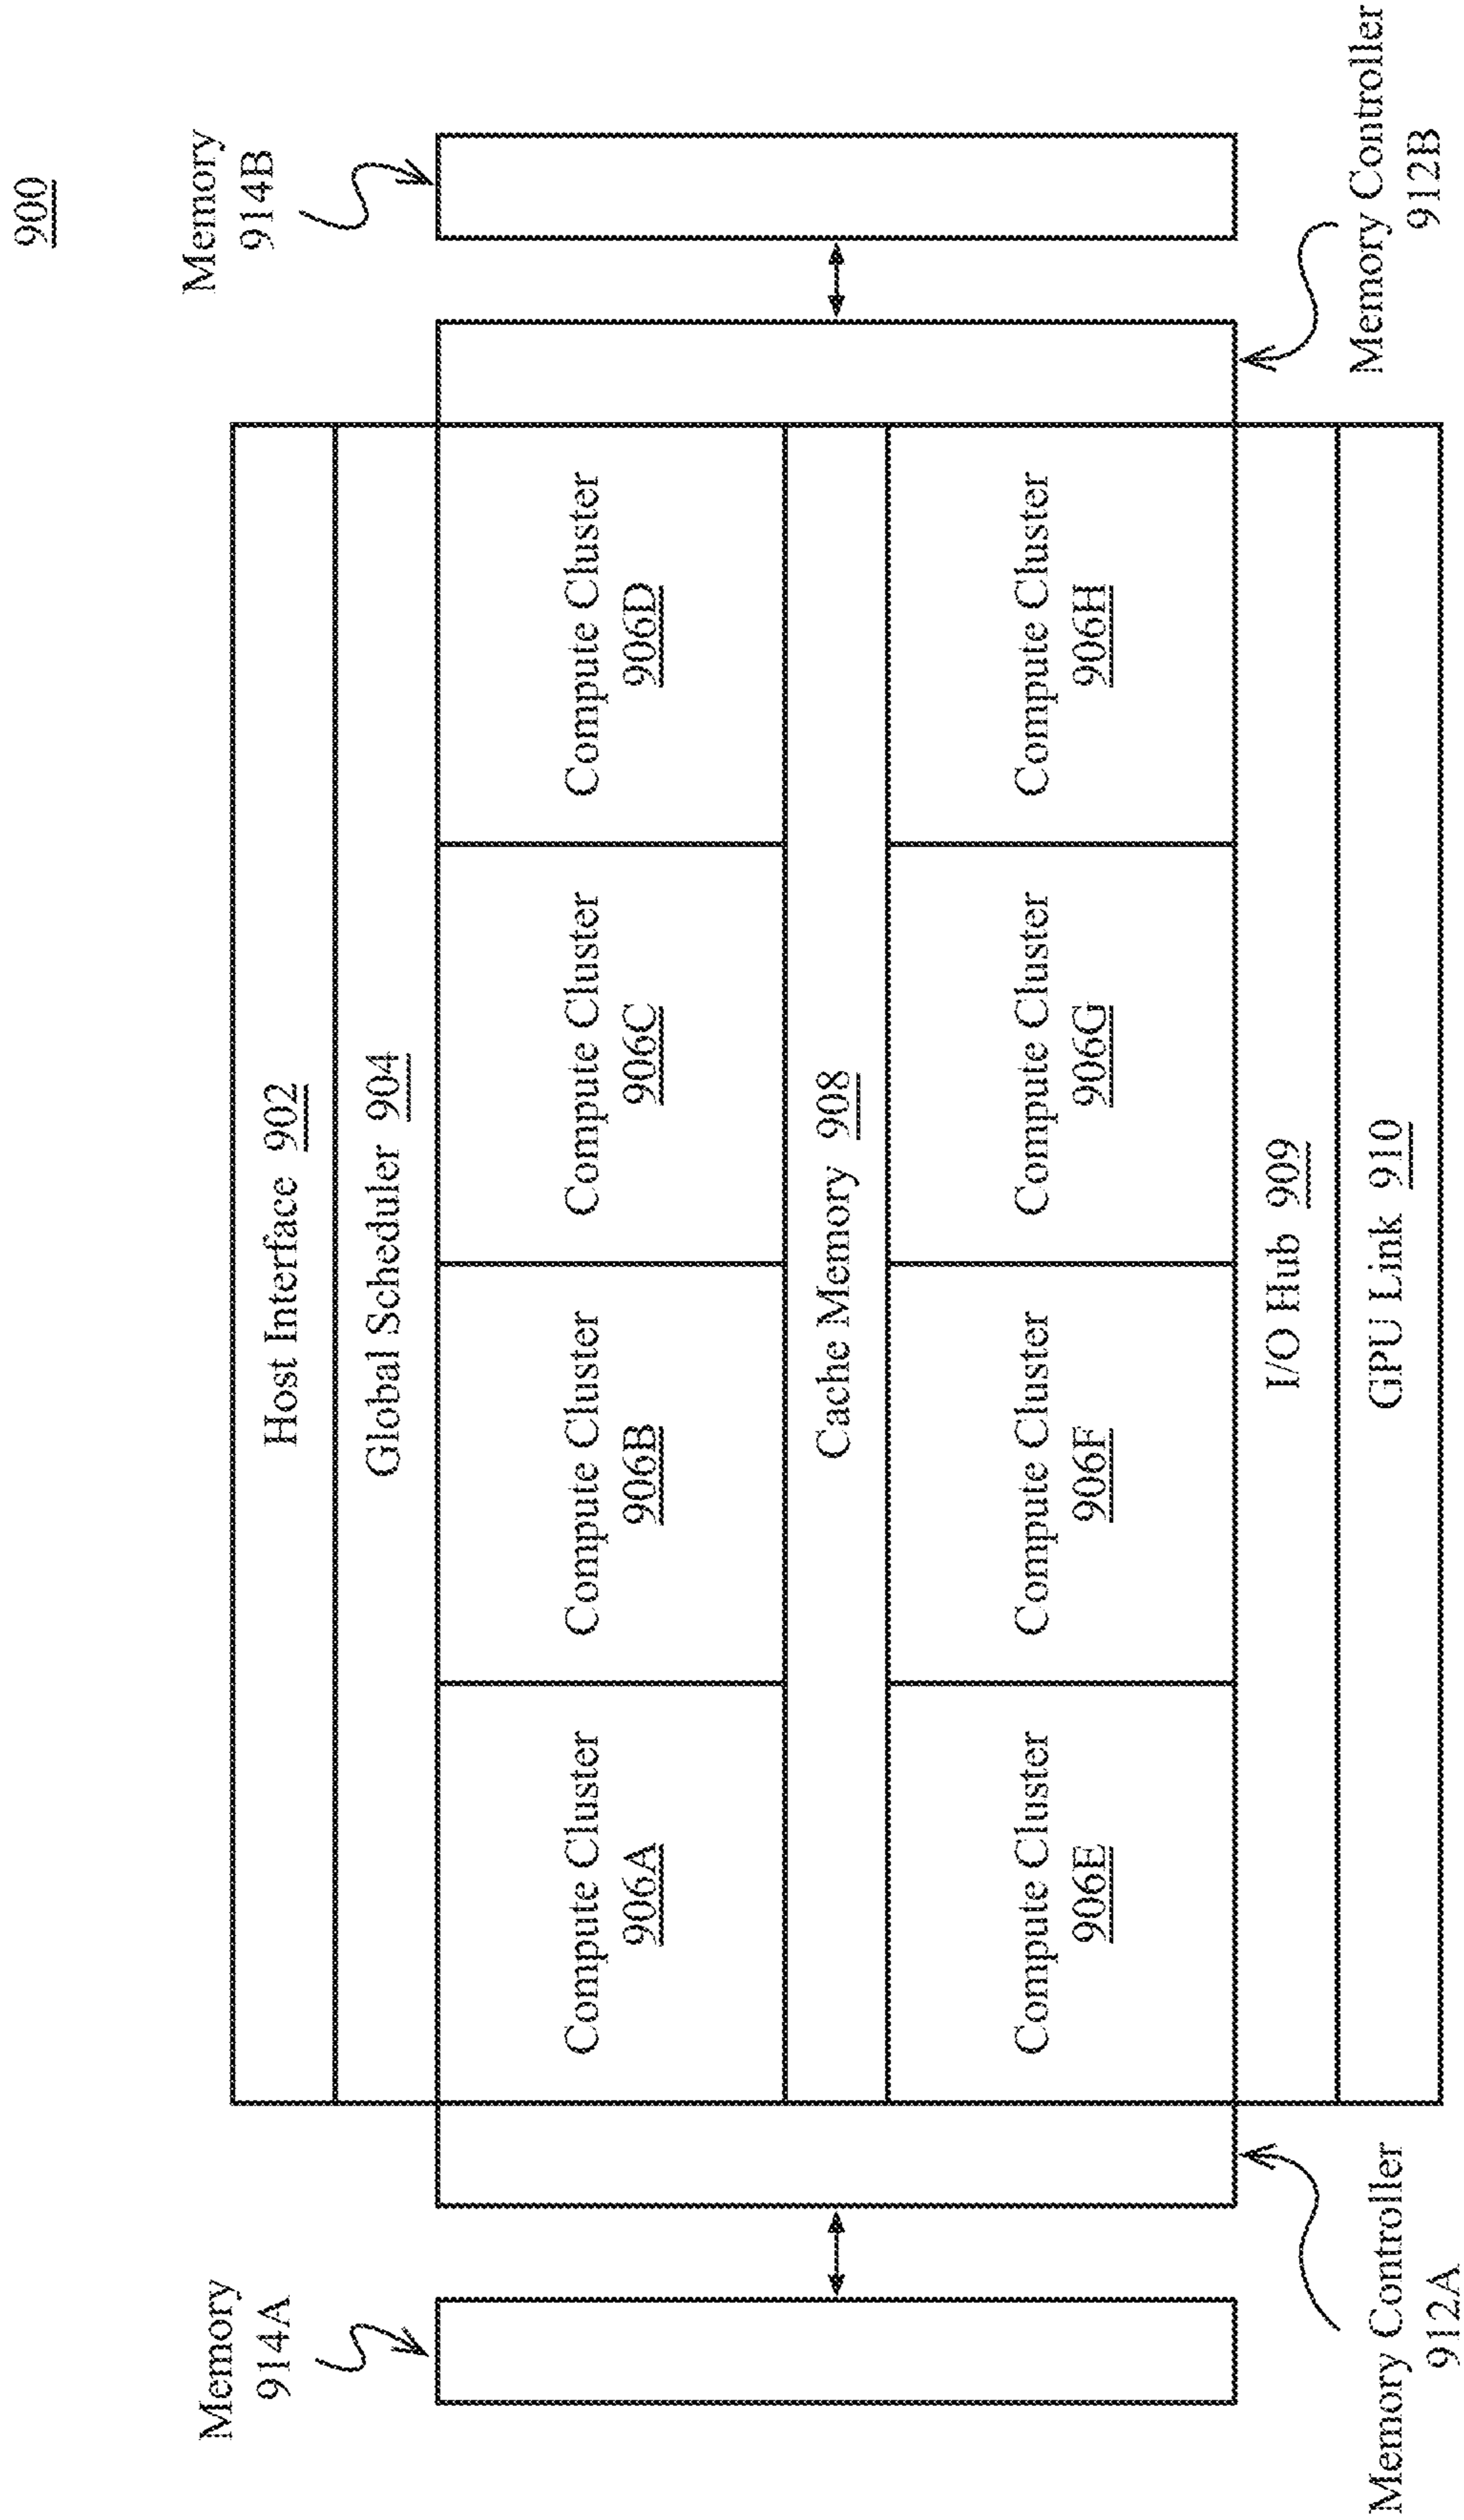 900
Memory
914B
Memory
914A
Host Interface 902
Global Scheduler 904
Compute Cluster
906A
Compute Cluster
906B
Compute Cluster
906C
Compute Cluster
906D
Cache Memory 908
Compute Cluster
906E
Compute Cluster
906F
Compute Cluster
906G
Compute Cluster
906H
I/O Hub 909
GPU Link 910
Memory Controller
912A
Memory Controller
912B